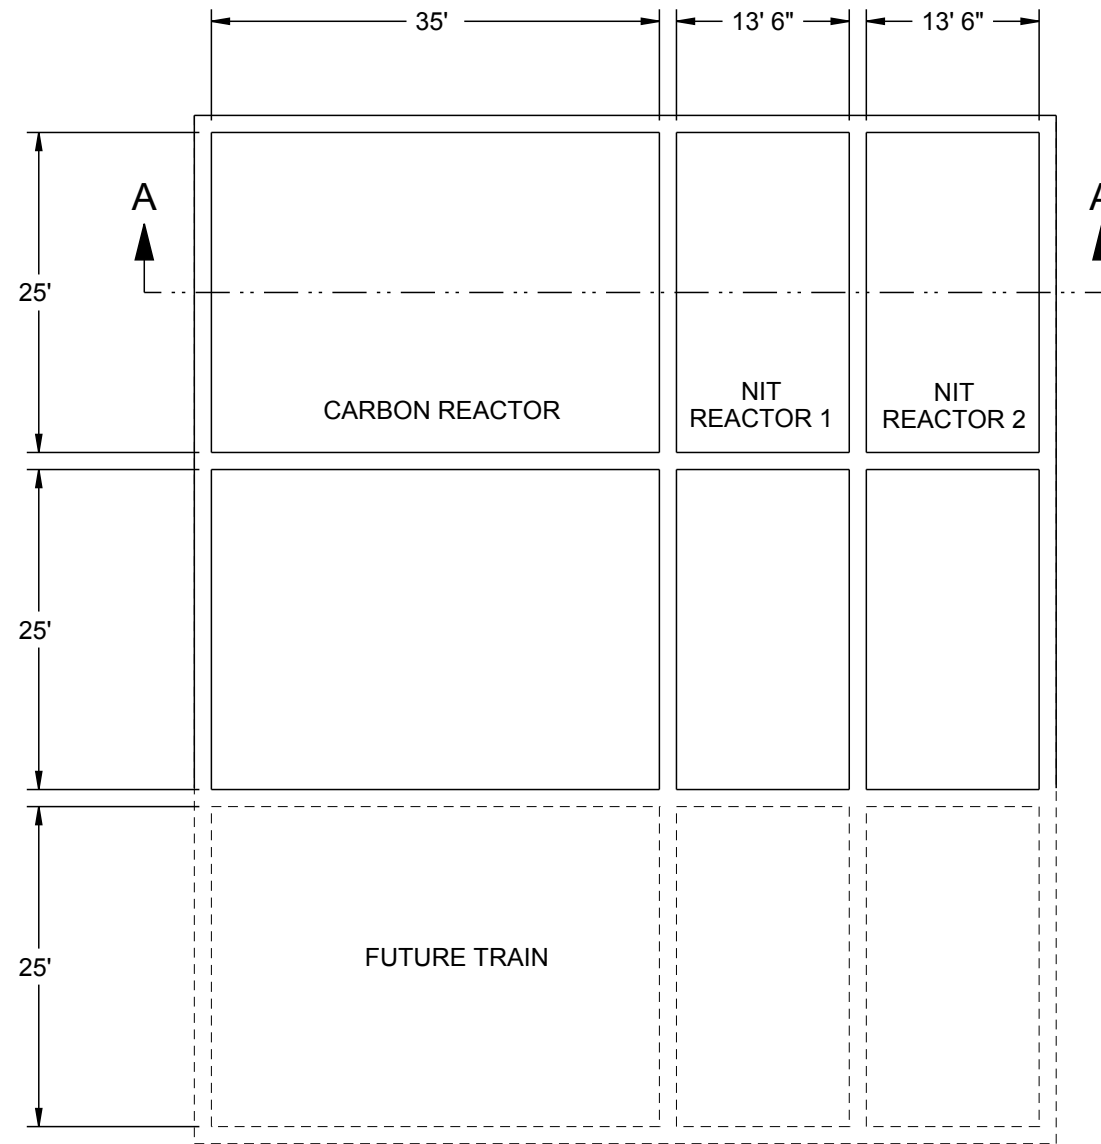 35'
13' 6"
13' 6"
A
A
25'
CARBON REACTOR
NIT
REACTOR 1
NIT
REACTOR 2
25'
25'
FUTURE TRAIN